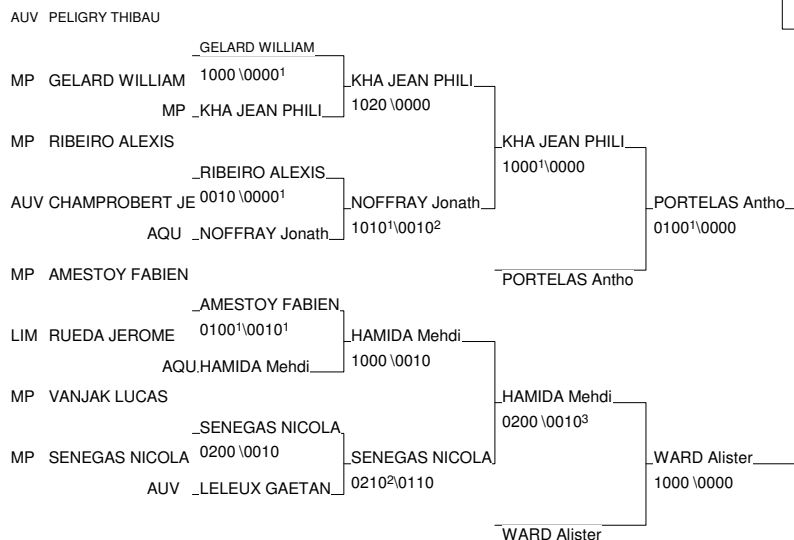 AUV PELIGRY THIBAU
GELARD WILLIAM
MP GELARD WILLIAM 1000 \0000¹ KHA JEAN PHILI
MP KHA JEAN PHILI 1020 \0000
MP RIBEIRO ALEXIS KHA JEAN PHILI
1000¹\0000
RIBEIRO ALEXIS
AUV CHAMPROBERT JE 0010 \0000¹ NOFFRAY Jonath PORTELAS Antho
AQU NOFFRAY Jonath 1010¹\0010² 0100¹\0000
MP AMESTOY FABIEN PORTELAS Antho
AMESTOY FABIEN
LIM RUEDA JEROME 0100¹\0010¹ HAMIDA Mehdi
AQU HAMIDA Mehdi 1000 \0010
MP VANJAK LUCAS HAMIDA Mehdi
0200 \0010³
SENEGAS NICOLA
MP SENEGAS NICOLA 0200 \0010 SENEGAS NICOLA WARD Alister
AUV LELEUX GAETAN 0210²\0110 1000 \0000
WARD Alister